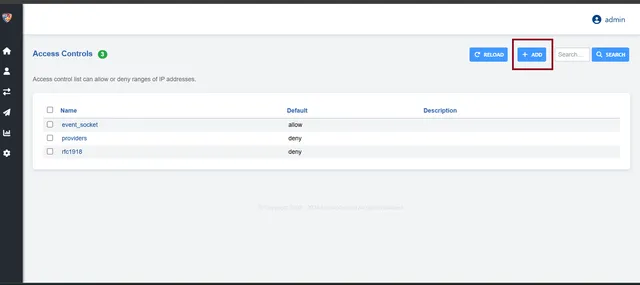 admin
Access Controls 3
RELOAD
+ ADD
Search...
SEARCH
Access control list can allow or deny ranges of IP addresses.
Name Default Description
event_socket allow
providers deny
rfc1918 deny